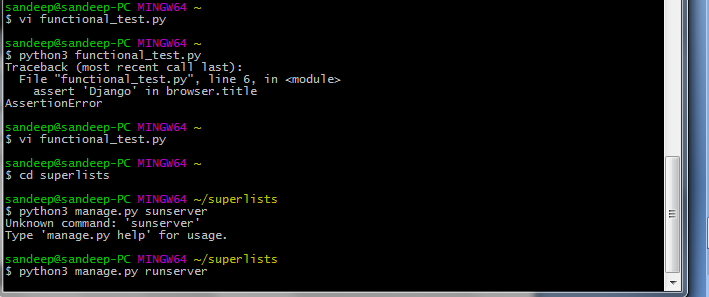 sandeep@sandeep-PC MINGW64 ~
$ vi functional_test.py
sandeep@sandeep-PC MINGW64 ~
$ python3 functional_test.py
Traceback (most recent call last):
  File "functional_test.py", line 6, in <module>
    assert 'Django' in browser.title
AssertionError
sandeep@sandeep-PC MINGW64 ~
$ vi functional_test.py
sandeep@sandeep-PC MINGW64 ~
$ cd superlists
sandeep@sandeep-PC MINGW64 ~/superlists
$ python3 manage.py sunserver
Unknown command: 'sunserver'
Type 'manage.py help' for usage.
sandeep@sandeep-PC MINGW64 ~/superlists
$ python3 manage.py runserver